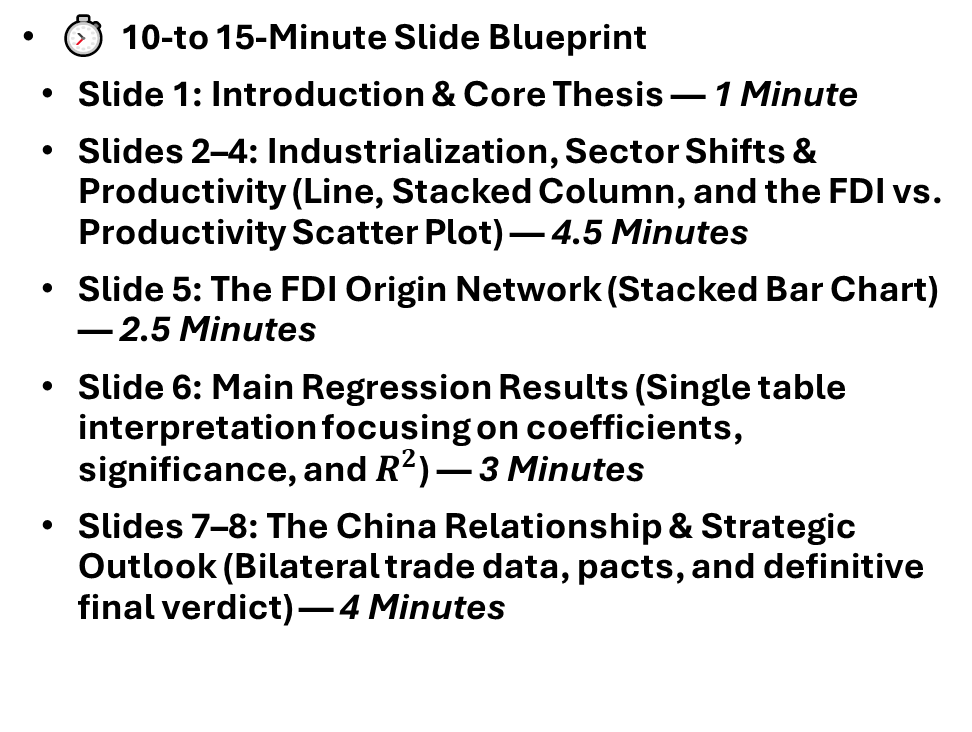 • ⏱ 10-to 15-Minute Slide Blueprint
• Slide 1: Introduction & Core Thesis — 1 Minute
• Slides 2–4: Industrialization, Sector Shifts &
Productivity (Line, Stacked Column, and the FDI vs.
Productivity Scatter Plot) — 4.5 Minutes
• Slide 5: The FDI Origin Network (Stacked Bar Chart)
— 2.5 Minutes
• Slide 6: Main Regression Results (Single table
interpretation focusing on coefficients,
significance, and R²) — 3 Minutes
• Slides 7–8: The China Relationship & Strategic
Outlook (Bilateral trade data, pacts, and definitive
final verdict) — 4 Minutes